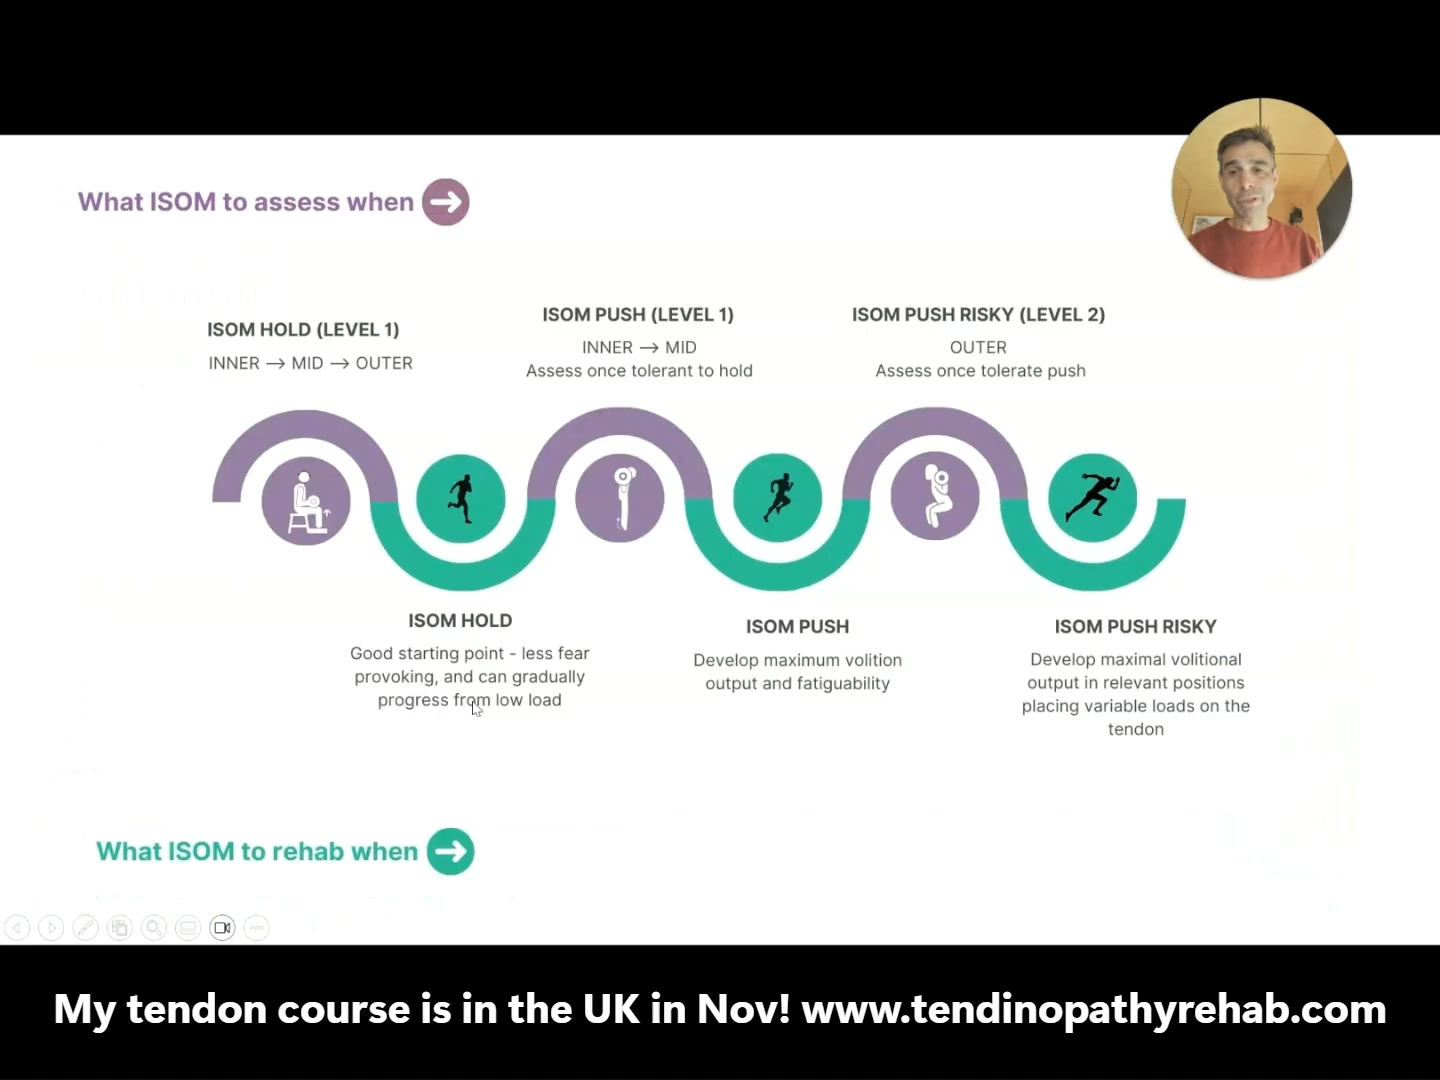 What ISOM to assess when
ISOM HOLD (LEVEL 1)
INNER → MID → OUTER
ISOM PUSH (LEVEL 1)
INNER → MID
Assess once tolerant to hold
ISOM PUSH RISKY (LEVEL 2)
OUTER
Assess once tolerate push
ISOM HOLD
Good starting point - less fear
provoking, and can gradually
progress from low load
ISOM PUSH
Develop maximum volition
output and fatiguability
ISOM PUSH RISKY
Develop maximal volitional
output in relevant positions
placing variable loads on the
tendon
What ISOM to rehab when
My tendon course is in the UK in Nov! www.tendinopathyrehab.com